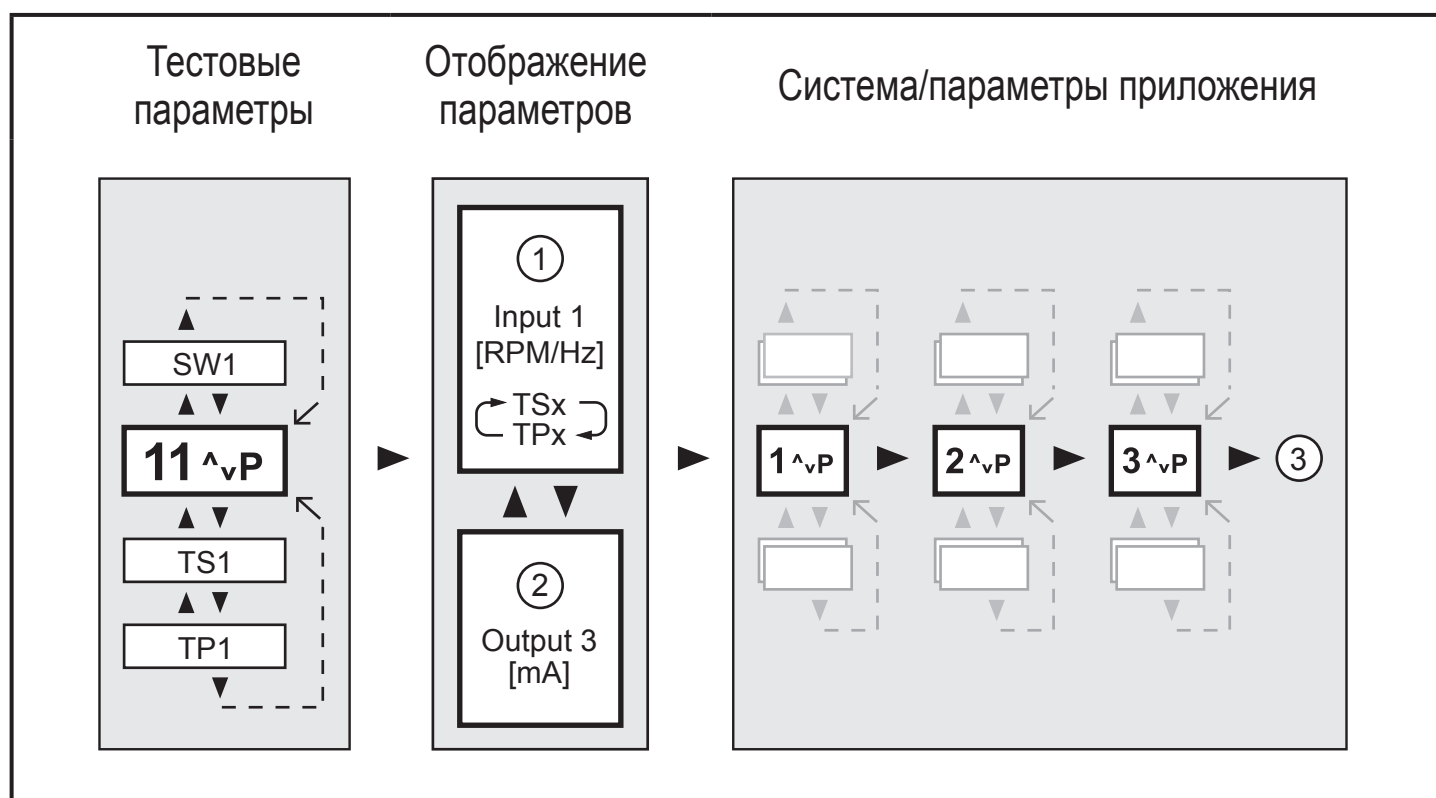 Тестовые
параметры
Отображение
параметров
Система/параметры приложения
SW1
11 ^vP
TS1
TP1
1
Input 1
[RPM/Hz]
TSx
TPx
2
Output 3
[mA]
1 ^vP
2 ^vP
3 ^vP
3